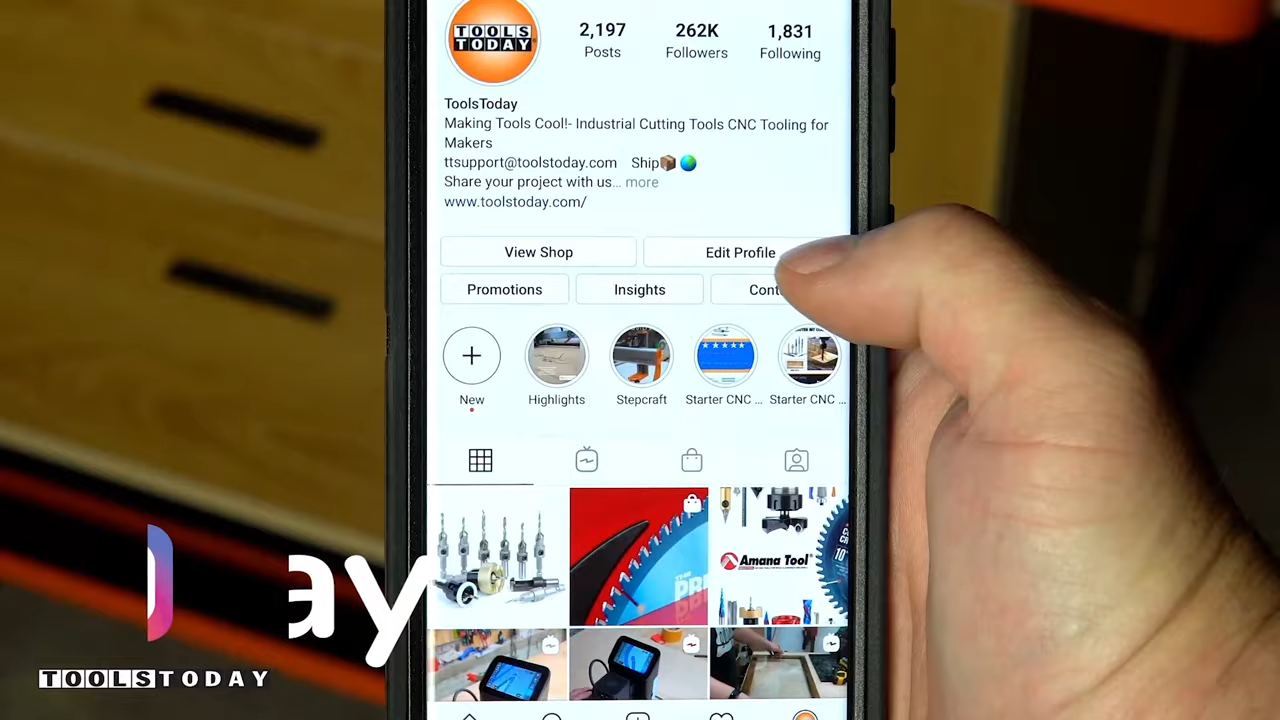 TOOLS
TODAY
2,197
262K
1,831
Posts
Followers
Following
ToolsToday
Making Tools Cool!- Industrial Cutting Tools CNC Tooling for
Makers
ttsupport@toolstoday.com Ship📦🌎
Share your project with us... more
www.toolstoday.com/
View Shop
Edit Profile
Promotions
Insights
Cont
New
Highlights
Stepcraft
Starter CNC ...
Starter CNC ...
Amana Tool
ay
TOOLSTODAY